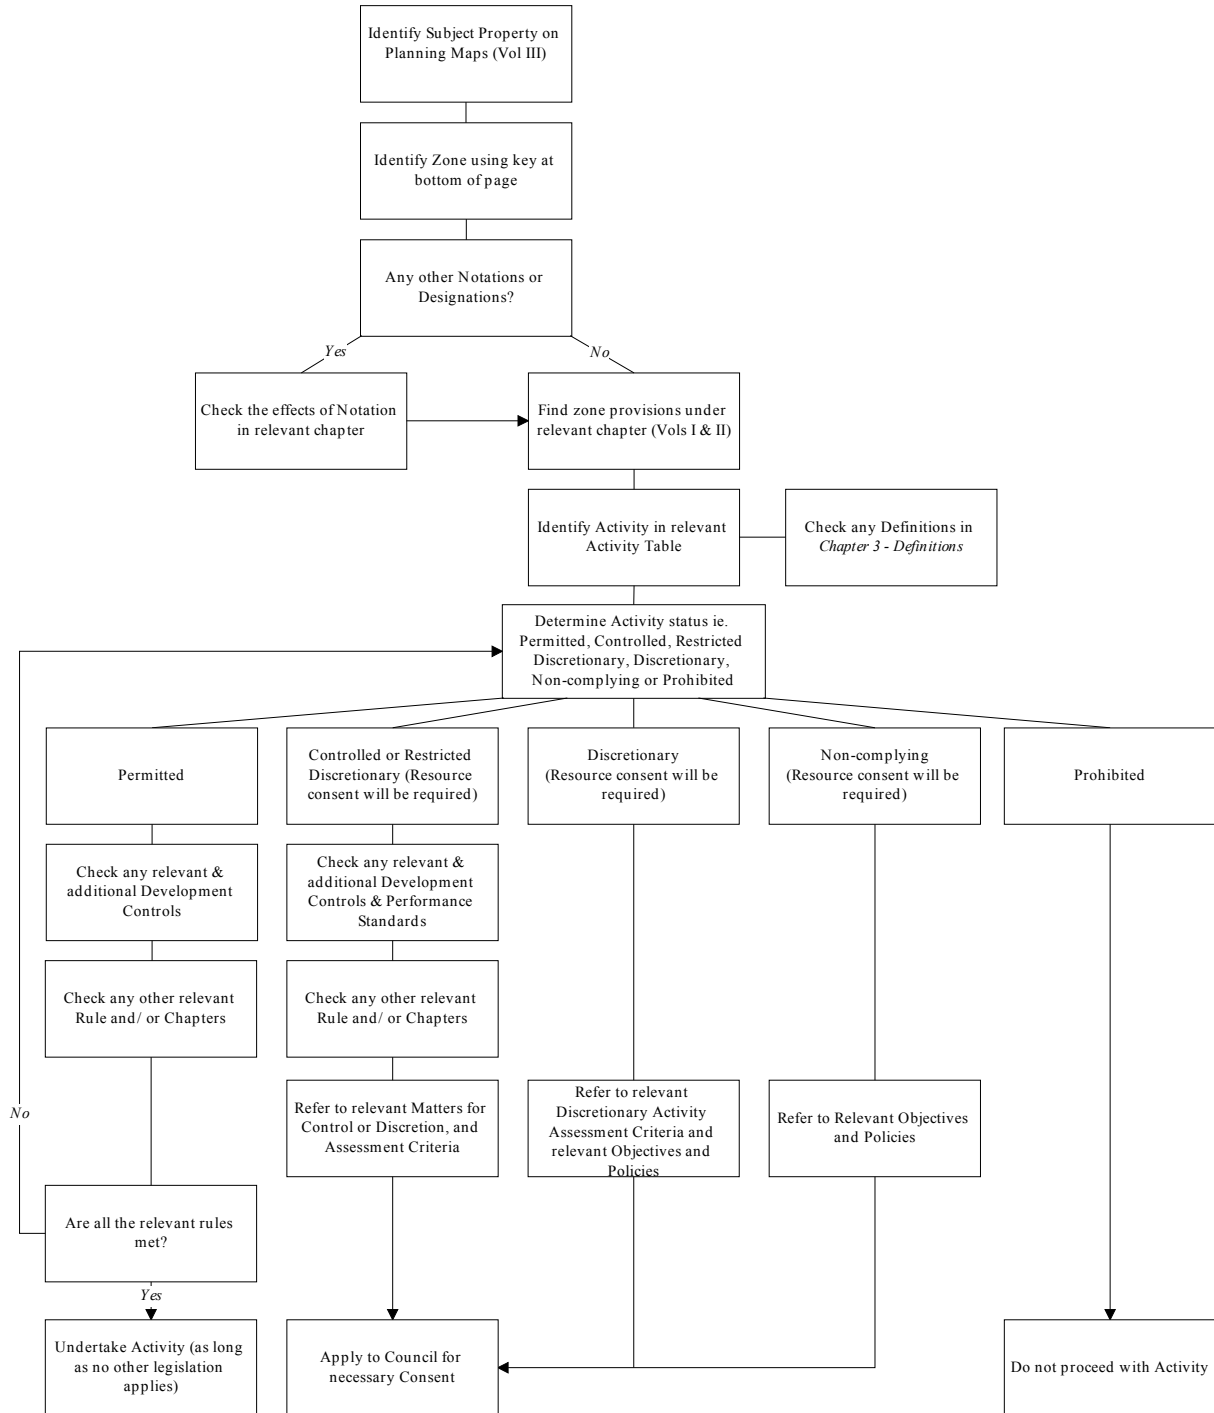 Identify Subject Property on
Planning Maps (Vol III)
Identify Zone using key at
bottom of page
Any other Notations or
Designations?
Yes
No
Check the effects of Notation
in relevant chapter
Find zone provisions under
relevant chapter (Vols I & II)
Identify Activity in relevant
Activity Table
Check any Definitions in
Chapter 3 - Definitions
Determine Activity status ie.
Permitted, Controlled, Restricted
Discretionary, Discretionary,
Non-complying or Prohibited
Permitted
Controlled or Restricted
Discretionary (Resource
consent will be required)
Discretionary
(Resource consent will be
required)
Non-complying
(Resource consent will be
required)
Prohibited
Check any relevant &
additional Development
Controls
Check any relevant &
additional Development
Controls & Performance
Standards
Check any other relevant
Rule and/ or Chapters
Check any other relevant
Rule and/ or Chapters
No
Refer to relevant Matters for
Control or Discretion, and
Assessment Criteria
Refer to relevant
Discretionary Activity
Assessment Criteria and
relevant Objectives and
Policies
Refer to Relevant Objectives
and Policies
Are all the relevant rules
met?
Yes
Undertake Activity (as long
as no other legislation
applies)
Apply to Council for
necessary Consent
Do not proceed with Activity